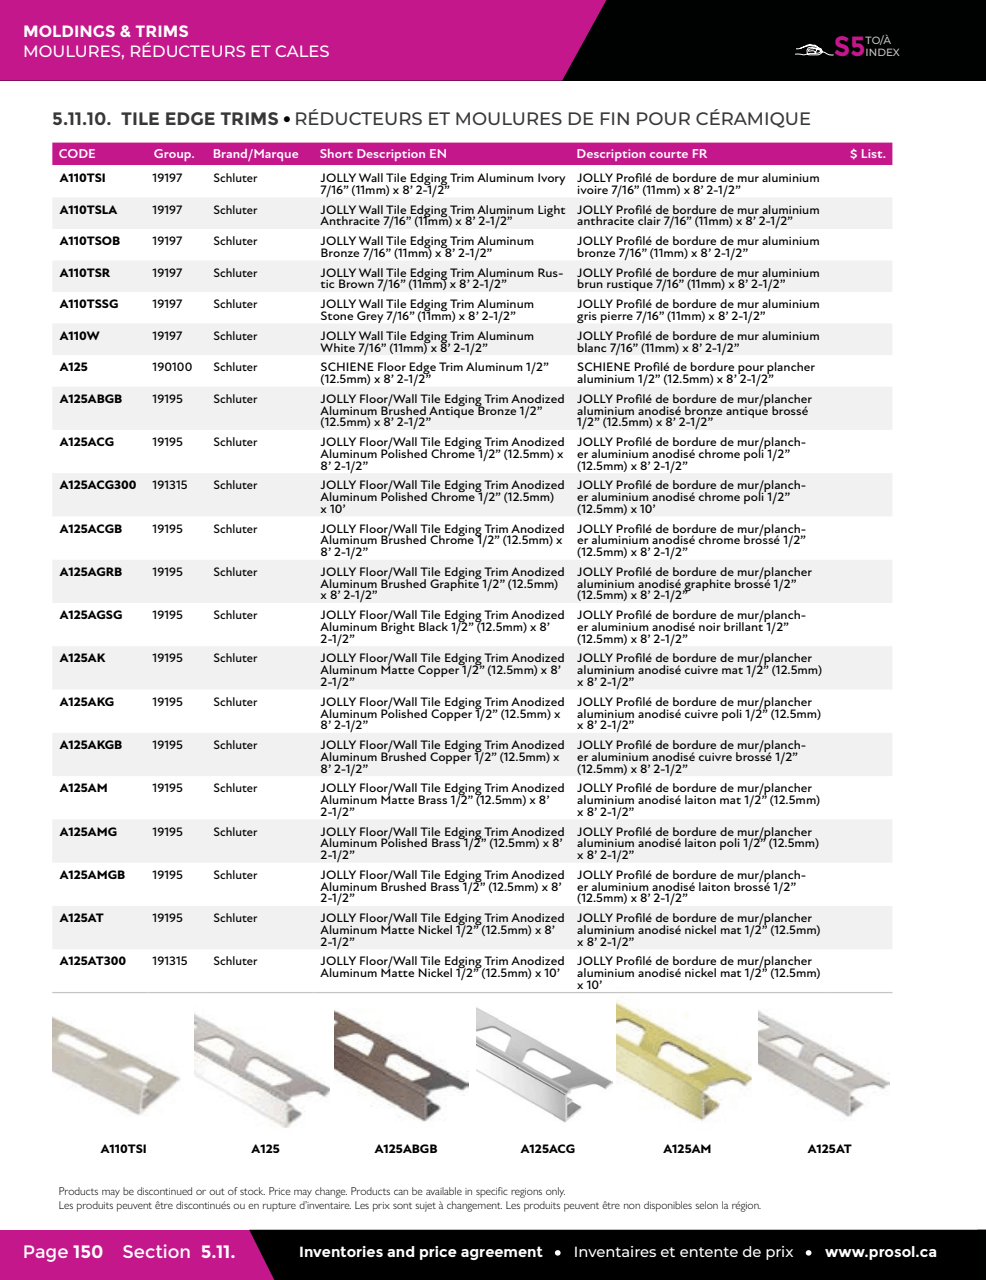 MOLDINGS & TRIMS
MOULURES, RÉDUCTEURS ET CALES
S5 TO/À INDEX
5.11.10. TILE EDGE TRIMS • RÉDUCTEURS ET MOULURES DE FIN POUR CÉRAMIQUE
CODE Group. Brand/Marque Short Description EN Description courte FR $ List.
A110TSI 19197 Schluter JOLLY Wall Tile Edging Trim Aluminum Ivory JOLLY Profilé de bordure de mur aluminium
7/16” (11mm) x 8’ 2-1/2” ivoire 7/16” (11mm) x 8’ 2-1/2”
A110TSLA 19197 Schluter JOLLY Wall Tile Edging Trim Aluminum Light JOLLY Profilé de bordure de mur aluminium
Anthracite 7/16” (11mm) x 8’ 2-1/2” anthracite clair 7/16” (11mm) x 8’ 2-1/2”
A110TSOB 19197 Schluter JOLLY Wall Tile Edging Trim Aluminum JOLLY Profilé de bordure de mur aluminium
Bronze 7/16” (11mm) x 8’ 2-1/2” bronze 7/16” (11mm) x 8’ 2-1/2”
A110TSR 19197 Schluter JOLLY Wall Tile Edging Trim Aluminum Rus- JOLLY Profilé de bordure de mur aluminium
tic Brown 7/16” (11mm) x 8’ 2-1/2” brun rustique 7/16” (11mm) x 8’ 2-1/2”
A110TSSG 19197 Schluter JOLLY Wall Tile Edging Trim Aluminum JOLLY Profilé de bordure de mur aluminium
Stone Grey 7/16” (11mm) x 8’ 2-1/2” gris pierre 7/16” (11mm) x 8’ 2-1/2”
A110W 19197 Schluter JOLLY Wall Tile Edging Trim Aluminum JOLLY Profilé de bordure de mur aluminium
White 7/16” (11mm) x 8’ 2-1/2” blanc 7/16” (11mm) x 8’ 2-1/2”
A125 190100 Schluter SCHIENE Floor Edge Trim Aluminum 1/2” SCHIENE Profilé de bordure pour plancher
(12.5mm) x 8’ 2-1/2” aluminium 1/2” (12.5mm) x 8’ 2-1/2”
A125ABGB 19195 Schluter JOLLY Floor/Wall Tile Edging Trim Anodized JOLLY Profilé de bordure de mur/plancher
Aluminum Brushed Antique Bronze 1/2” aluminium anodisé bronze antique brossé
(12.5mm) x 8’ 2-1/2” 1/2” (12.5mm) x 8’ 2-1/2”
A125ACG 19195 Schluter JOLLY Floor/Wall Tile Edging Trim Anodized JOLLY Profilé de bordure de mur/planch-
Aluminum Polished Chrome 1/2” (12.5mm) x er aluminium anodisé chrome poli 1/2”
8’ 2-1/2” (12.5mm) x 8’ 2-1/2”
A125ACG300 191315 Schluter JOLLY Floor/Wall Tile Edging Trim Anodized JOLLY Profilé de bordure de mur/planch-
Aluminum Polished Chrome 1/2” (12.5mm) er aluminium anodisé chrome poli 1/2”
x 10’ (12.5mm) x 10’
A125ACGB 19195 Schluter JOLLY Floor/Wall Tile Edging Trim Anodized JOLLY Profilé de bordure de mur/planch-
Aluminum Brushed Chrome 1/2” (12.5mm) x er aluminium anodisé chrome brossé 1/2”
8’ 2-1/2” (12.5mm) x 8’ 2-1/2”
A125AGRB 19195 Schluter JOLLY Floor/Wall Tile Edging Trim Anodized JOLLY Profilé de bordure de mur/plancher
Aluminum Brushed Graphite 1/2” (12.5mm) aluminium anodisé graphite brossé 1/2”
x 8’ 2-1/2” (12.5mm) x 8’ 2-1/2”
A125AGSG 19195 Schluter JOLLY Floor/Wall Tile Edging Trim Anodized JOLLY Profilé de bordure de mur/planch-
Aluminum Bright Black 1/2” (12.5mm) x 8’ er aluminium anodisé noir brillant 1/2”
2-1/2” (12.5mm) x 8’ 2-1/2”
A125AK 19195 Schluter JOLLY Floor/Wall Tile Edging Trim Anodized JOLLY Profilé de bordure de mur/plancher
Aluminum Matte Copper 1/2” (12.5mm) x 8’ aluminium anodisé cuivre mat 1/2” (12.5mm)
2-1/2” x 8’ 2-1/2”
A125AKG 19195 Schluter JOLLY Floor/Wall Tile Edging Trim Anodized JOLLY Profilé de bordure de mur/plancher
Aluminum Polished Copper 1/2” (12.5mm) x aluminium anodisé cuivre poli 1/2” (12.5mm)
8’ 2-1/2” x 8’ 2-1/2”
A125AKGB 19195 Schluter JOLLY Floor/Wall Tile Edging Trim Anodized JOLLY Profilé de bordure de mur/planch-
Aluminum Brushed Copper 1/2” (12.5mm) x er aluminium anodisé cuivre brossé 1/2”
8’ 2-1/2” (12.5mm) x 8’ 2-1/2”
A125AM 19195 Schluter JOLLY Floor/Wall Tile Edging Trim Anodized JOLLY Profilé de bordure de mur/plancher
Aluminum Matte Brass 1/2” (12.5mm) x 8’ aluminium anodisé laiton mat 1/2” (12.5mm)
2-1/2” x 8’ 2-1/2”
A125AMG 19195 Schluter JOLLY Floor/Wall Tile Edging Trim Anodized JOLLY Profilé de bordure de mur/plancher
Aluminum Polished Brass 1/2” (12.5mm) x 8’ aluminium anodisé laiton poli 1/2” (12.5mm)
2-1/2” x 8’ 2-1/2”
A125AMGB 19195 Schluter JOLLY Floor/Wall Tile Edging Trim Anodized JOLLY Profilé de bordure de mur/planch-
Aluminum Brushed Brass 1/2” (12.5mm) x 8’ er aluminium anodisé laiton brossé 1/2”
2-1/2” (12.5mm) x 8’ 2-1/2”
A125AT 19195 Schluter JOLLY Floor/Wall Tile Edging Trim Anodized JOLLY Profilé de bordure de mur/plancher
Aluminum Matte Nickel 1/2” (12.5mm) x 8’ aluminium anodisé nickel mat 1/2” (12.5mm)
2-1/2” x 8’ 2-1/2”
A125AT300 191315 Schluter JOLLY Floor/Wall Tile Edging Trim Anodized JOLLY Profilé de bordure de mur/plancher
Aluminum Matte Nickel 1/2” (12.5mm) x 10’ aluminium anodisé nickel mat 1/2” (12.5mm)
x 10’
A110TSI A125 A125ABGB A125ACG A125AM A125AT
Products may be discontinued or out of stock. Price may change. Products can be available in specific regions only.
Les produits peuvent être discontinués ou en rupture d’inventaire. Les prix sont sujet à changement. Les produits peuvent être non disponibles selon la région.
Page 150 Section 5.11. Inventories and price agreement • Inventaires et entente de prix • www.prosol.ca